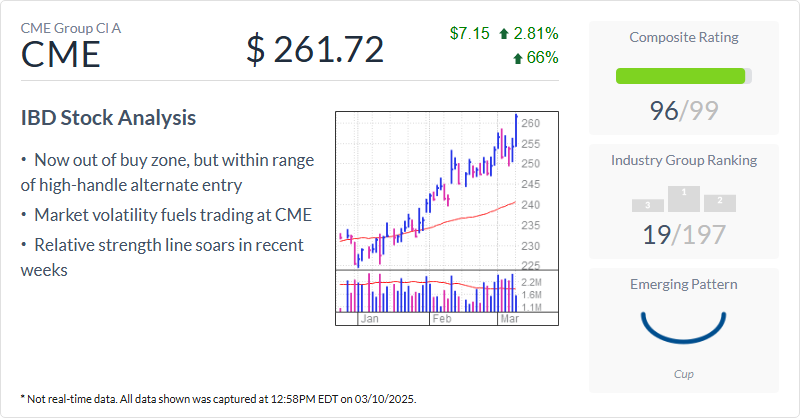 CME Group Cl A
CME
$ 261.72
$7.15 2.81%
66%
IBD Stock Analysis
• Now out of buy zone, but within range
of high-handle alternate entry
• Market volatility fuels trading at CME
• Relative strength line soars in recent
weeks
260
255
250
245
240
235
230
225
2.2M
1.6M
1.1M
Jan Feb Mar
Composite Rating
96/99
Industry Group Ranking
3 1 2
19/197
Emerging Pattern
Cup
* Not real-time data. All data shown was captured at 12:58PM EDT on 03/10/2025.